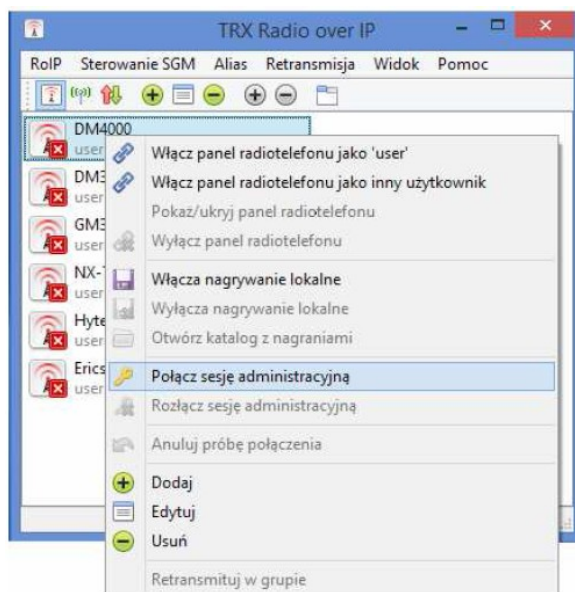 TRX Radio over IP
RoIP Sterowanie SGM Alias Retransmisja Widok Pomoc
DM4000
user
Włącz panel radiotelefonu jako 'user'
Włącz panel radiotelefonu jako inny użytkownik
Pokaż/ukryj panel radiotelefonu
Wyłącz panel radiotelefonu
Włącza nagrywanie lokalne
Wyłącza nagrywanie lokalne
Otwórz katalog z nagraniami
Połącz sesję administracyjną
Rozłącz sesję administracyjną
Anuluj próbę połączenia
Dodaj
Edytuj
Usuń
Retransmituj w grupie
DM3
user
GM3
user
NX-
user
Hyte
user
Erics
user